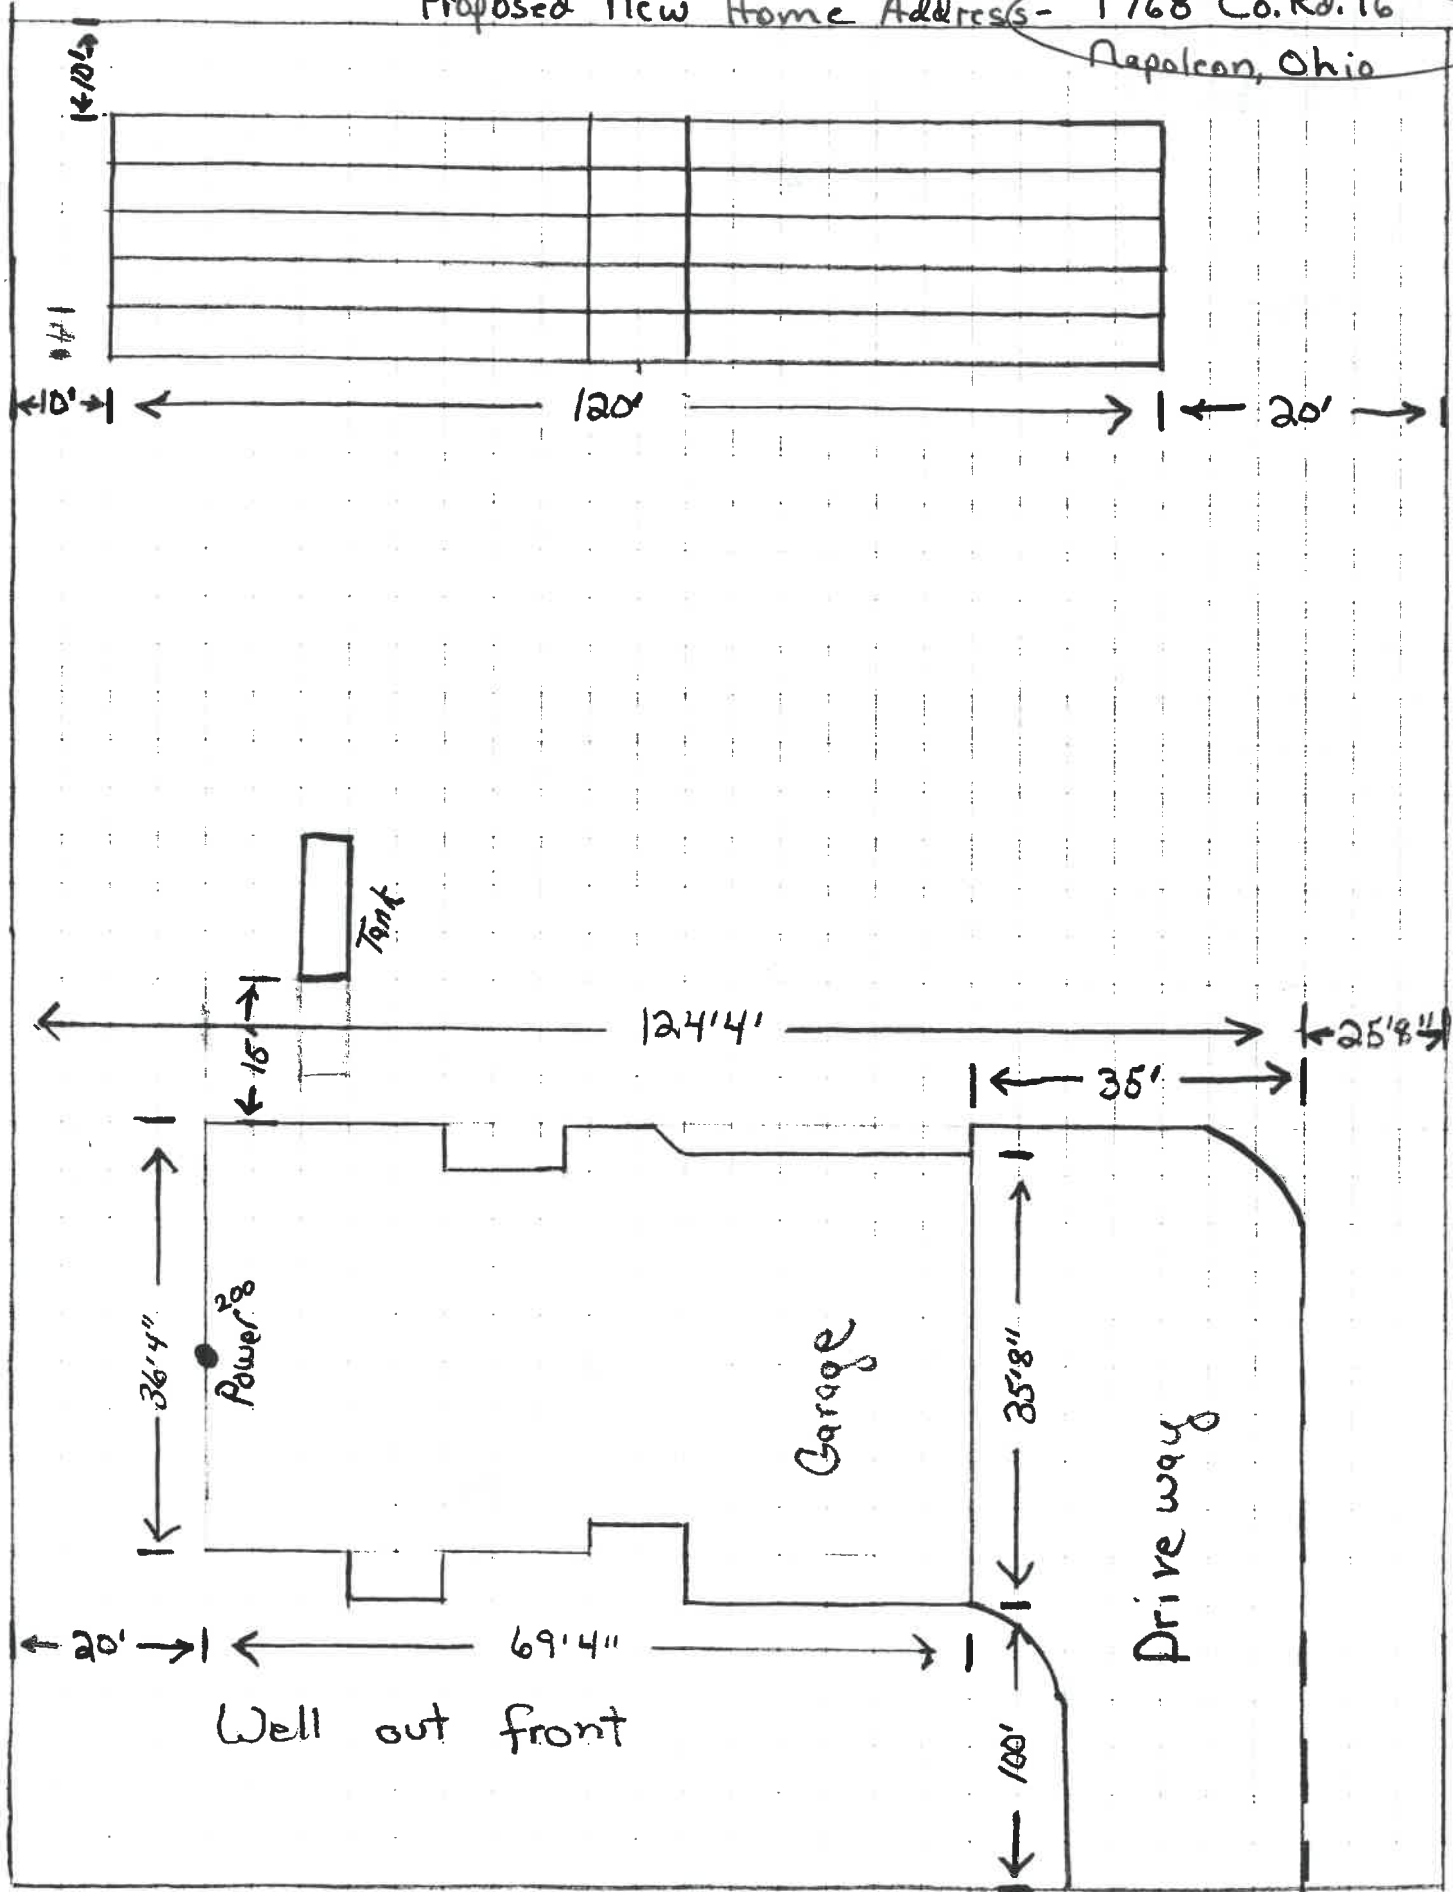 Proposed New Home Address- 1768 Co. Rd. 16
Napoleon, Ohio
10'
#1
10'
120'
20'
Tank
124'4'
25'8"
15'
35'
36'4"
Power 200
Garage
35'8"
Driveway
20'
69'4"
Well out front
100'